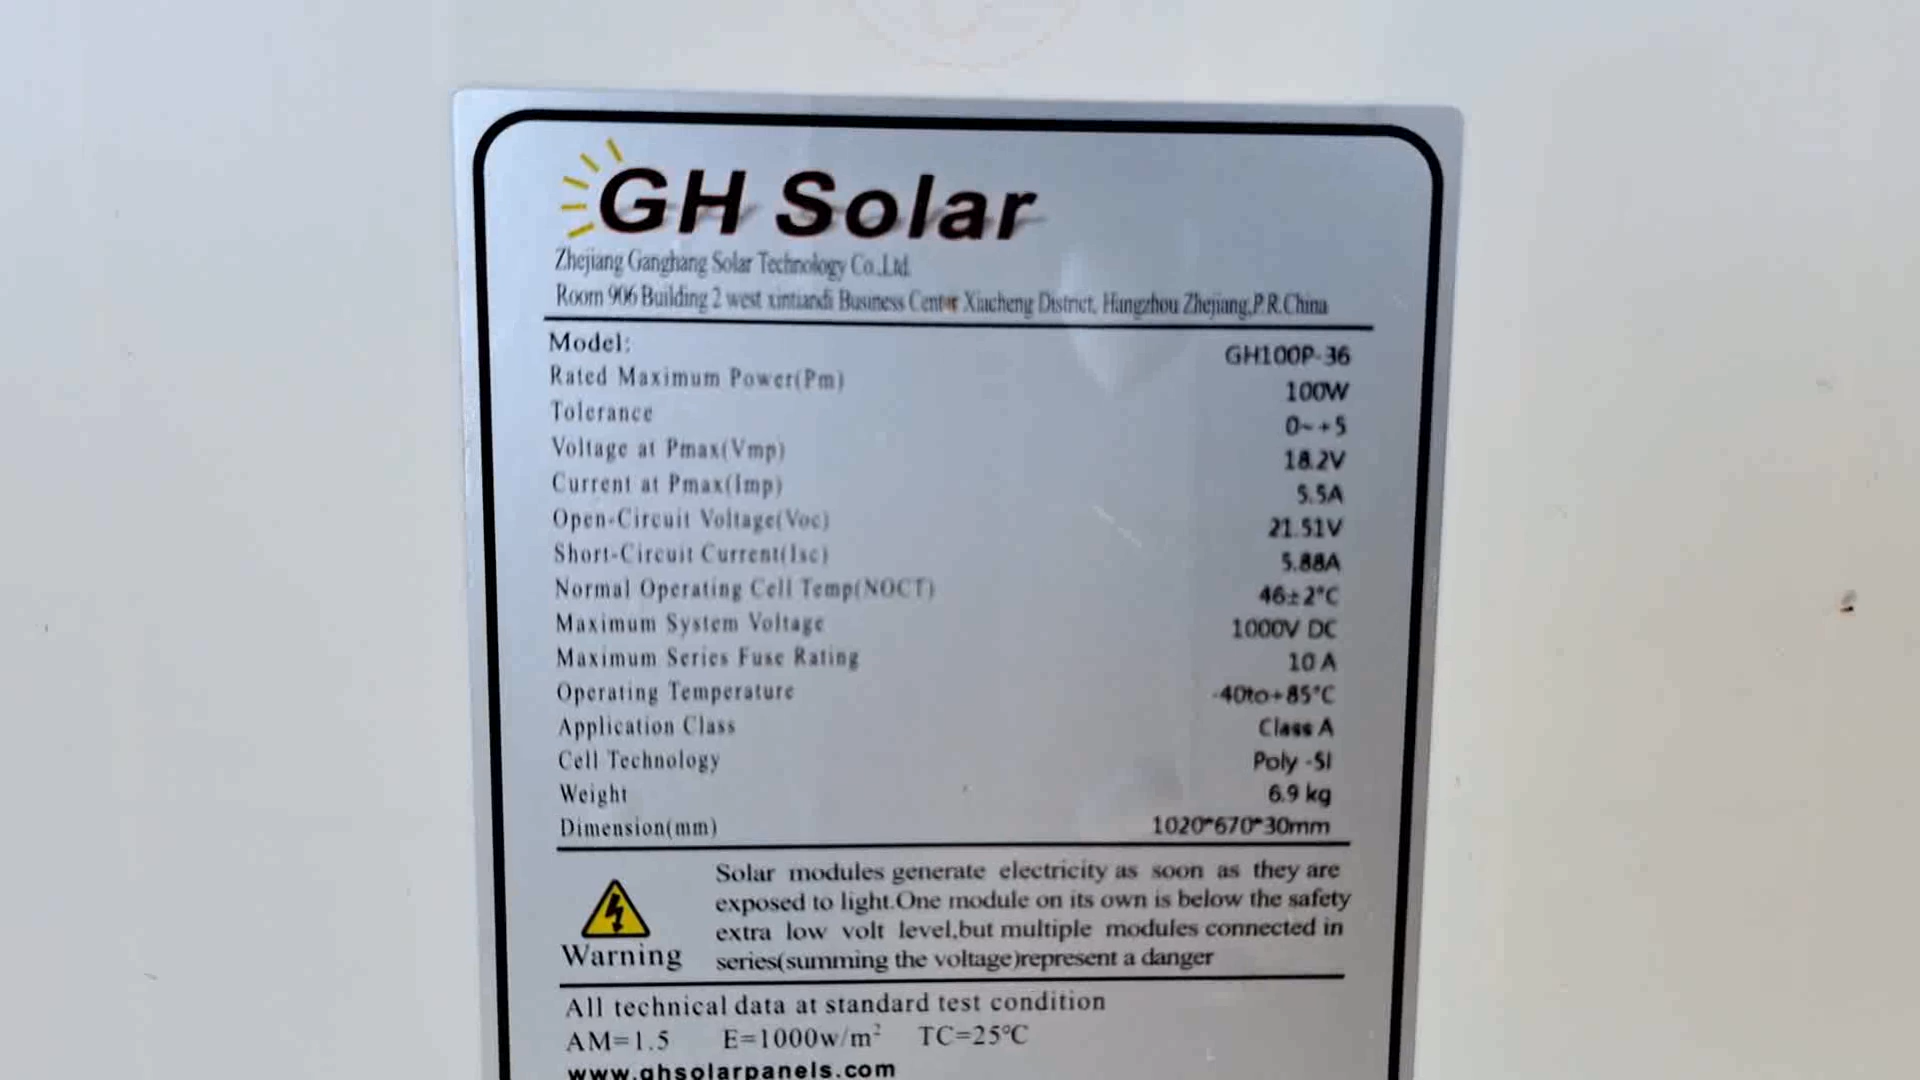 GH Solar
Zhejiang Ganghang Solar Technology Co.,Ltd.
Room 906 Building 2 west xintiandi Business Center Xiacheng District, Hangzhou Zhejiang,P.R.China
Model: GH100P-36
Rated Maximum Power(Pm) 100W
Tolerance 0~+5
Voltage at Pmax(Vmp) 18.2V
Current at Pmax(Imp) 5.5A
Open-Circuit Voltage(Voc) 21.51V
Short-Circuit Current(Isc) 5.88A
Normal Operating Cell Temp(NOCT) 46±2°C
Maximum System Voltage 1000V DC
Maximum Series Fuse Rating 10 A
Operating Temperature -40to+85°C
Application Class Class A
Cell Technology Poly -SI
Weight 6.9 kg
Dimension(mm) 1020*670*30mm
Warning
Solar modules generate electricity as soon as they are
exposed to light.One module on its own is below the safety
extra low volt level,but multiple modules connected in
series(summing the voltage)represent a danger
All technical data at standard test condition
AM=1.5 E=1000w/m² TC=25°C
www.ghsolarpanels.com